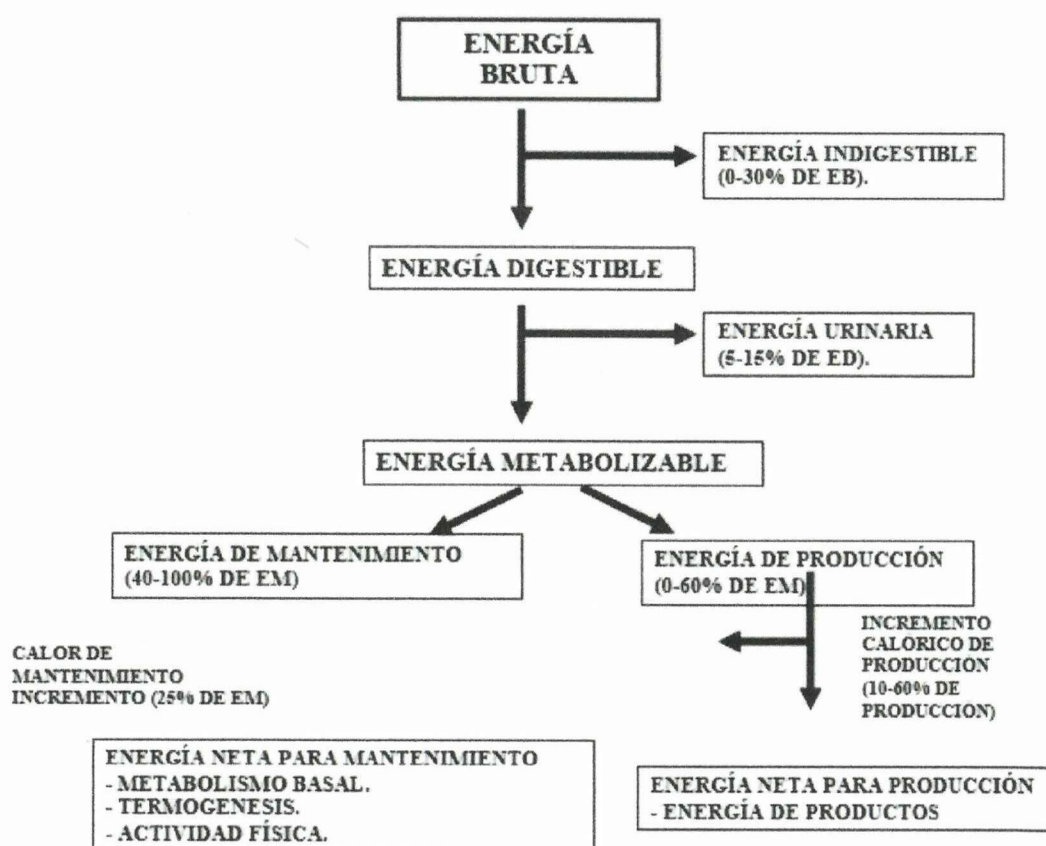 ENERGÍA
BRUTA
ENERGÍA INDIGESTIBLE
(0-30% DE EB).
ENERGÍA DIGESTIBLE
ENERGÍA URINARIA
(5-15% DE ED).
ENERGÍA METABOLIZABLE
ENERGÍA DE MANTENIMIENTO
(40-100% DE EM)
ENERGÍA DE PRODUCCIÓN
(0-60% DE EM)
CALOR DE
MANTENIMIENTO
INCREMENTO (25% DE EM)
INCREMENTO
CALÓRICO DE
PRODUCCIÓN
(10-60% DE
PRODUCCION)
ENERGÍA NETA PARA MANTENIMIENTO
- METABOLISMO BASAL.
- TERMOGENESIS.
- ACTIVIDAD FÍSICA.
ENERGÍA NETA PARA PRODUCCIÓN
- ENERGÍA DE PRODUCTOS